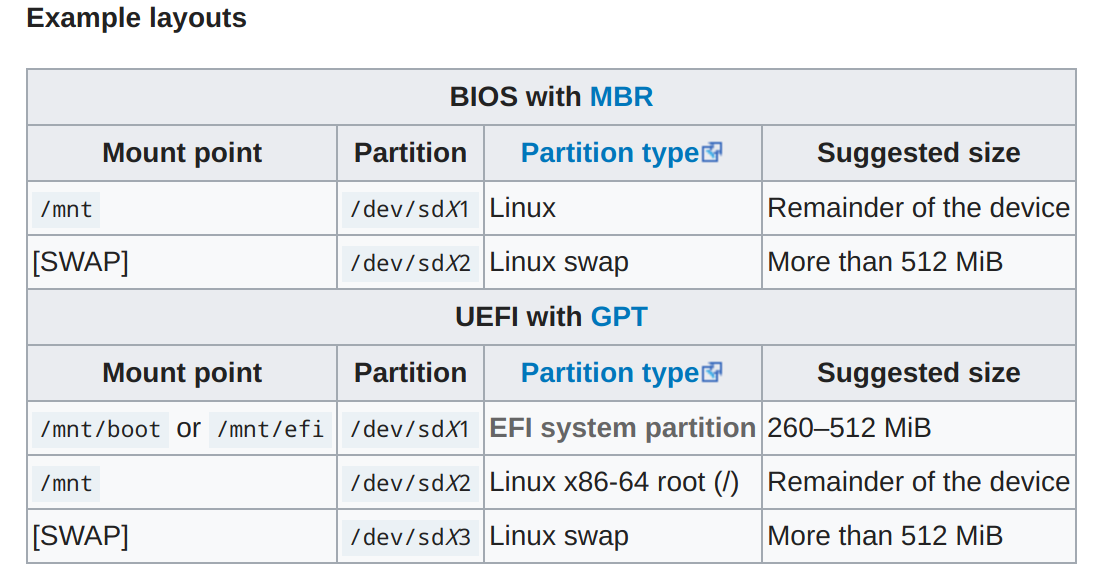 Example layouts
BIOS with MBR
Mount point Partition Partition type Suggested size
/mnt /dev/sdX1 Linux Remainder of the device
[SWAP] /dev/sdX2 Linux swap More than 512 MiB
UEFI with GPT
Mount point Partition Partition type Suggested size
/mnt/boot or /mnt/efi /dev/sdX1 EFI system partition 260–512 MiB
/mnt /dev/sdX2 Linux x86-64 root (/) Remainder of the device
[SWAP] /dev/sdX3 Linux swap More than 512 MiB